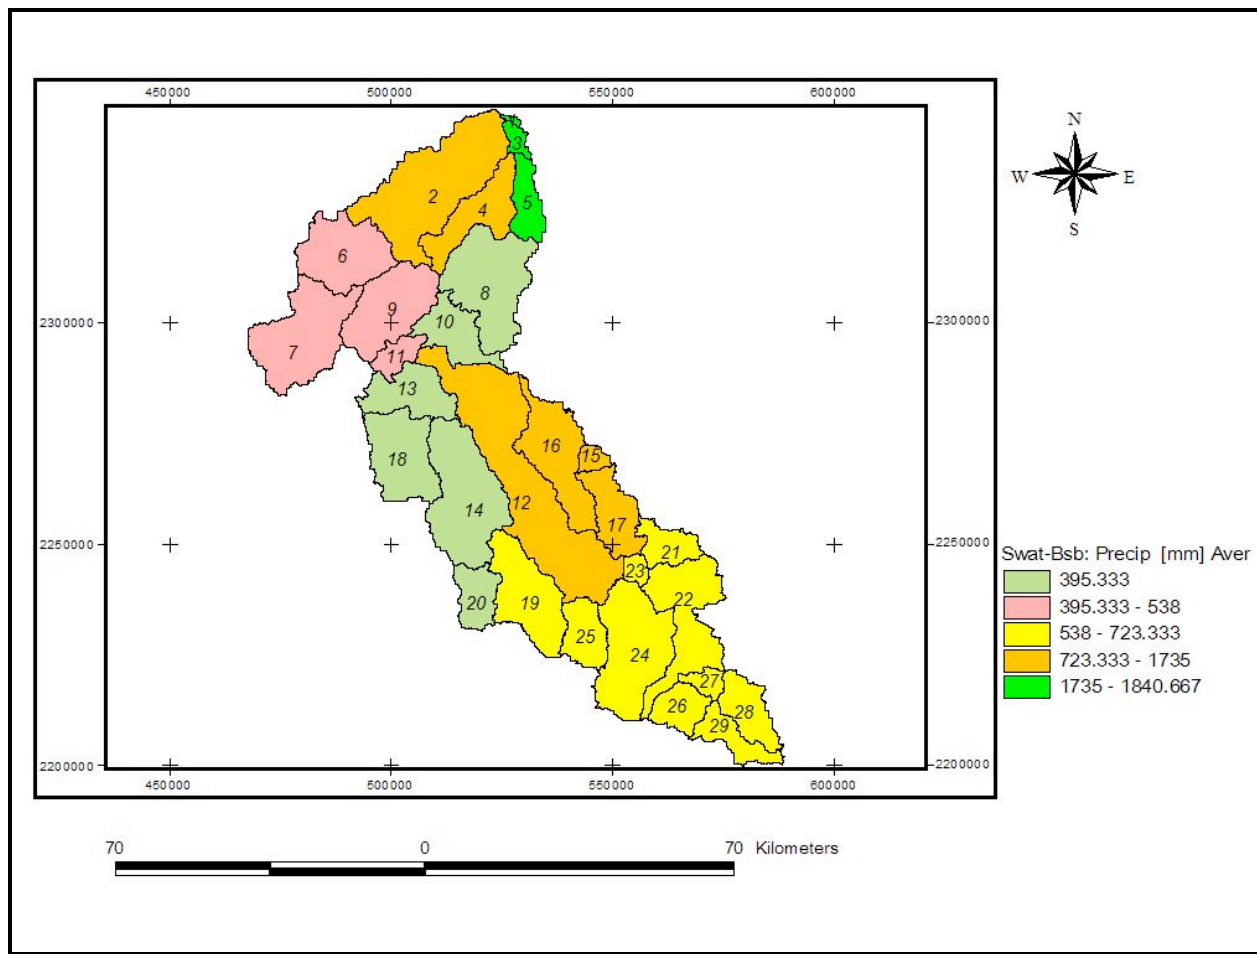 450000 500000 550000 600000
N
W E
S
3
2
4
5
6
8
9
2300000 10 2300000
7
11
13
16
15
18
12
14
17
2250000 2250000
21
23
22
20 19
25
24
27
26 28
29
2200000 2200000
450000 500000 550000 600000
Swat-Bsb: Precip [mm] Aver
395.333
395.333 - 538
538 - 723.333
723.333 - 1735
1735 - 1840.667
70 0 70 Kilometers